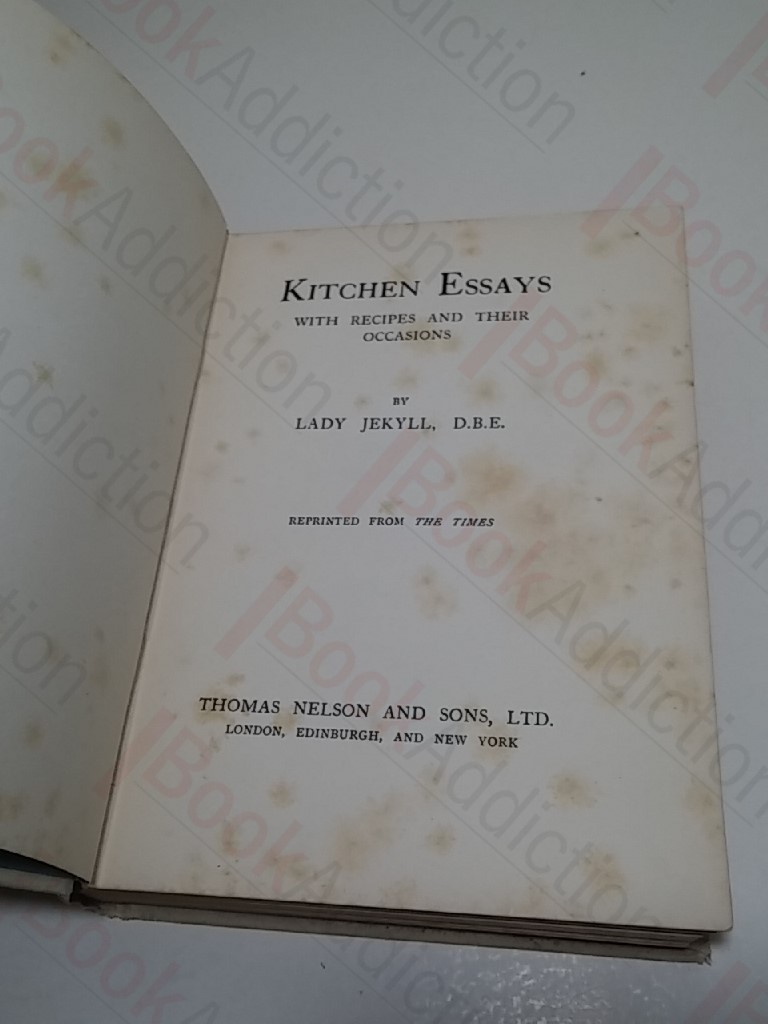 KITCHEN ESSAYS
WITH RECIPES AND THEIR
OCCASIONS
BY
LADY JEKYLL, D.B.E.
REPRINTED FROM THE TIMES
THOMAS NELSON AND SONS, LTD.
LONDON, EDINBURGH, AND NEW YORK
BookAddiction